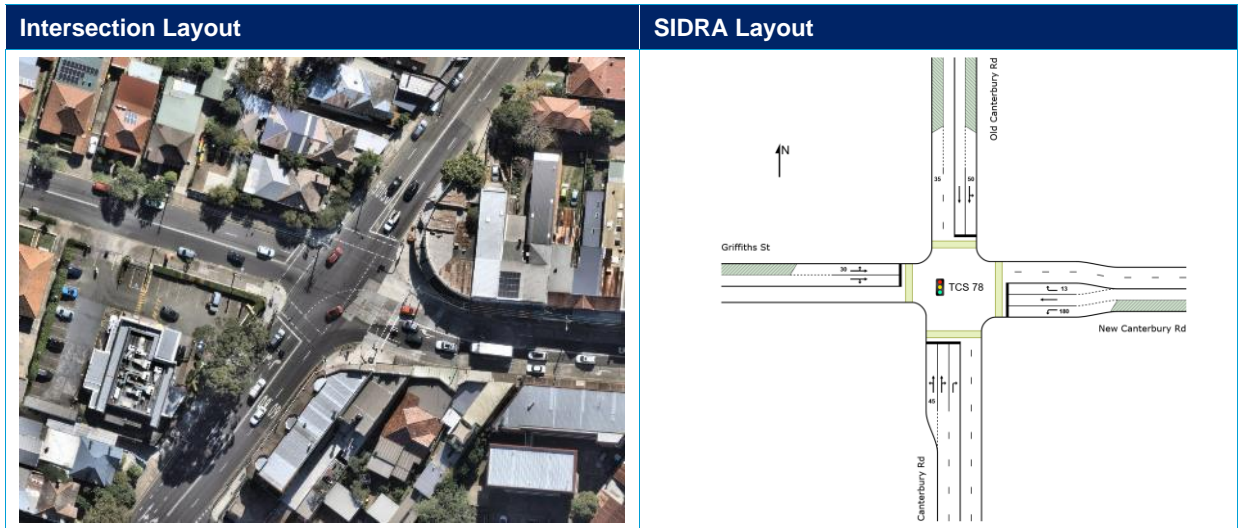 Intersection Layout
SIDRA Layout
Old Canterbury Rd
N
35
50
Griffiths St
30
TCS 78
13
180
New Canterbury Rd
45
Canterbury Rd